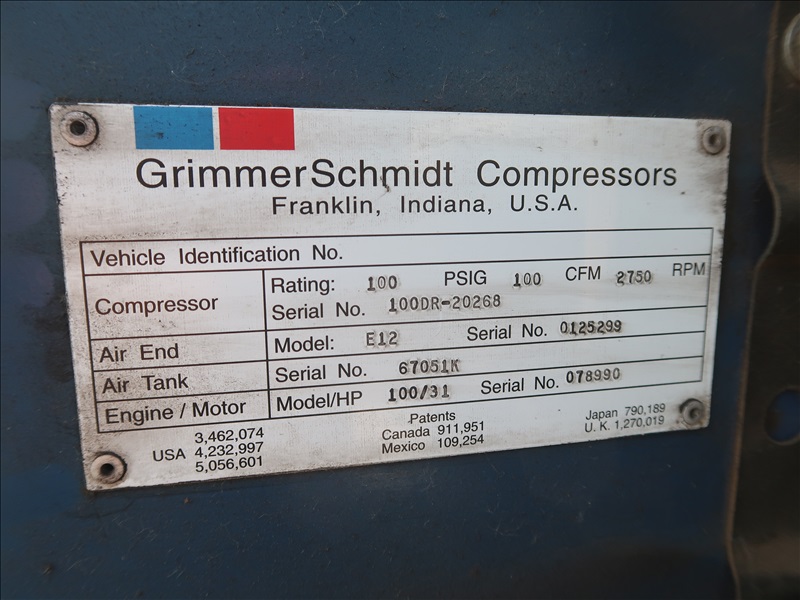 GrimmerSchmidt Compressors
Franklin, Indiana, U.S.A.
Vehicle Identification No.
Compressor
Rating: 100 PSIG 100 CFM 2750 RPM
Serial No. 100DR-20268
Air End Model: E12 Serial No. 0125299
Air Tank Serial No. 67051K
Engine / Motor Model/HP 100/31 Serial No. 078990
Patents
USA 3,462,074
4,232,997
5,056,601
Canada 911,951
Mexico 109,254
Japan 790,189
U. K. 1,270,019